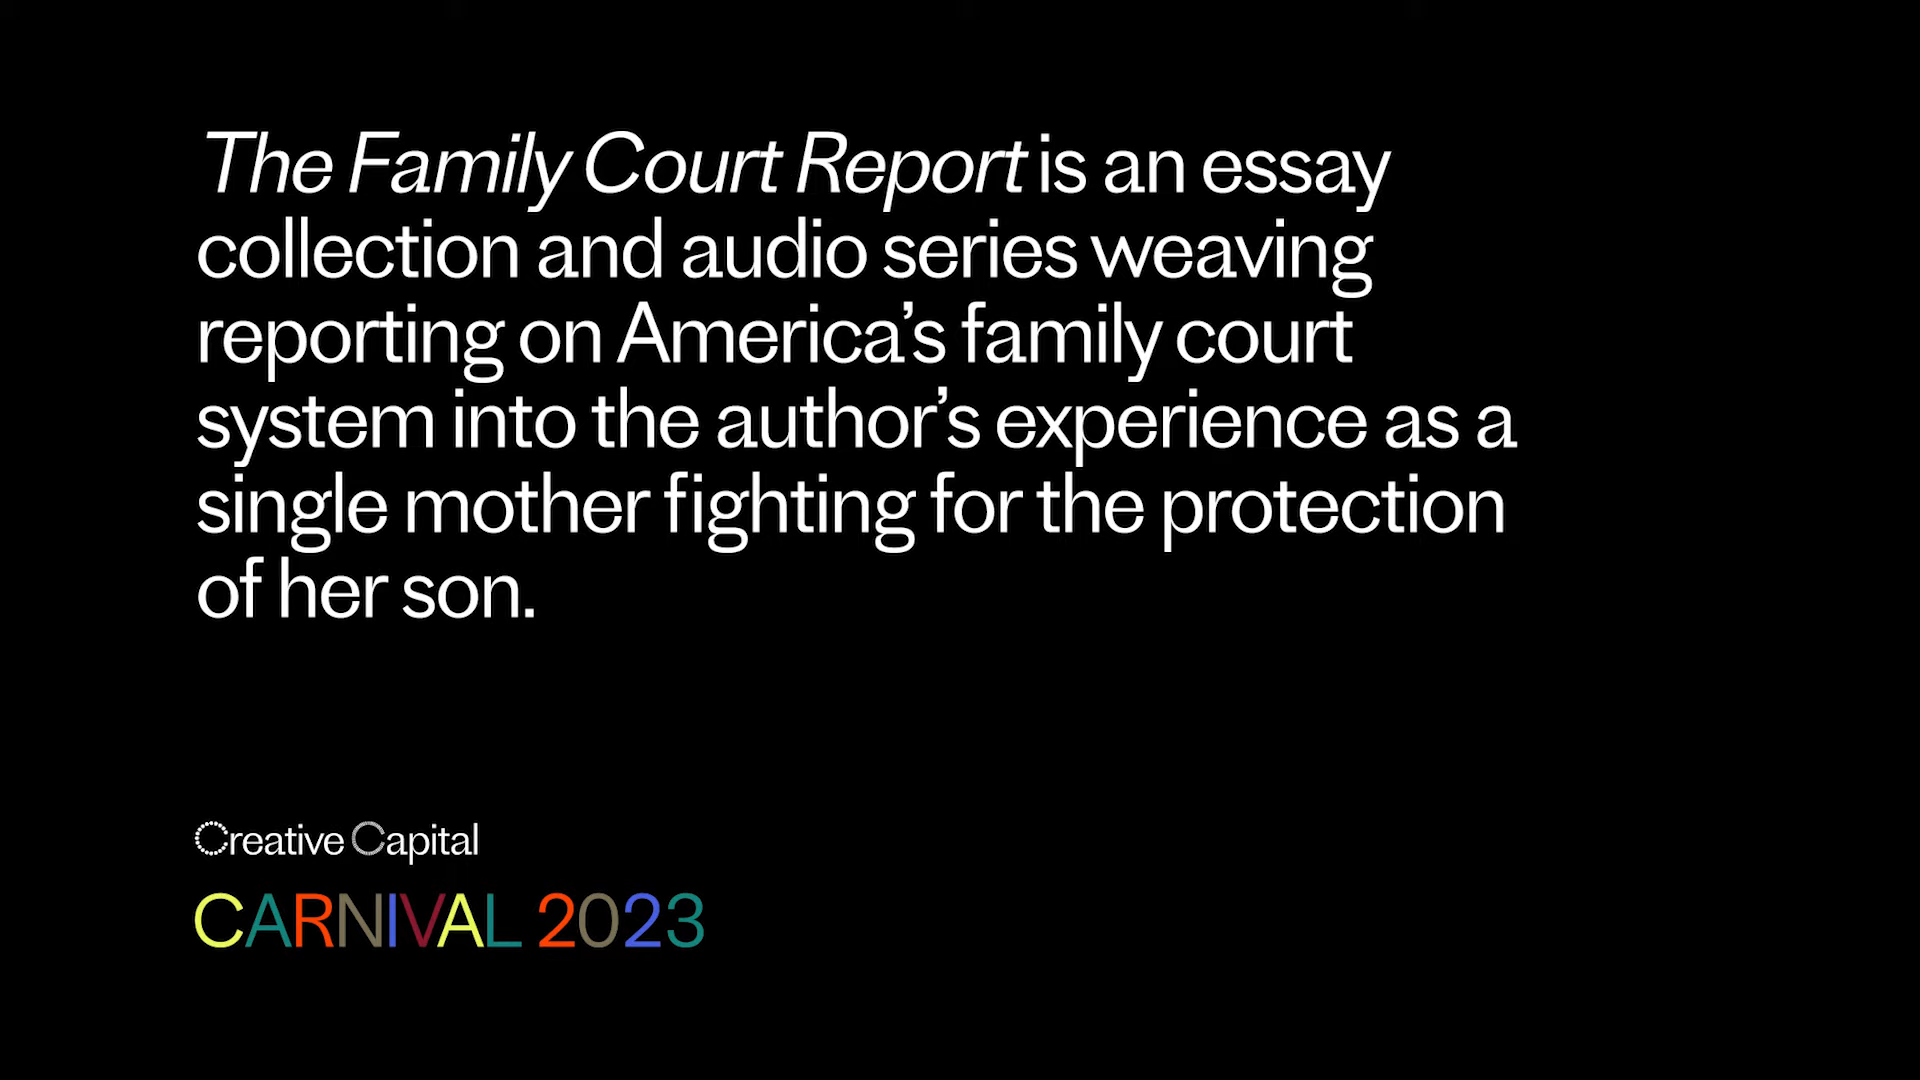 The Family Court Report is an essay
collection and audio series weaving
reporting on America’s family court
system into the author’s experience as a
single mother fighting for the protection
of her son.
Creative Capital
CARNIVAL 2023